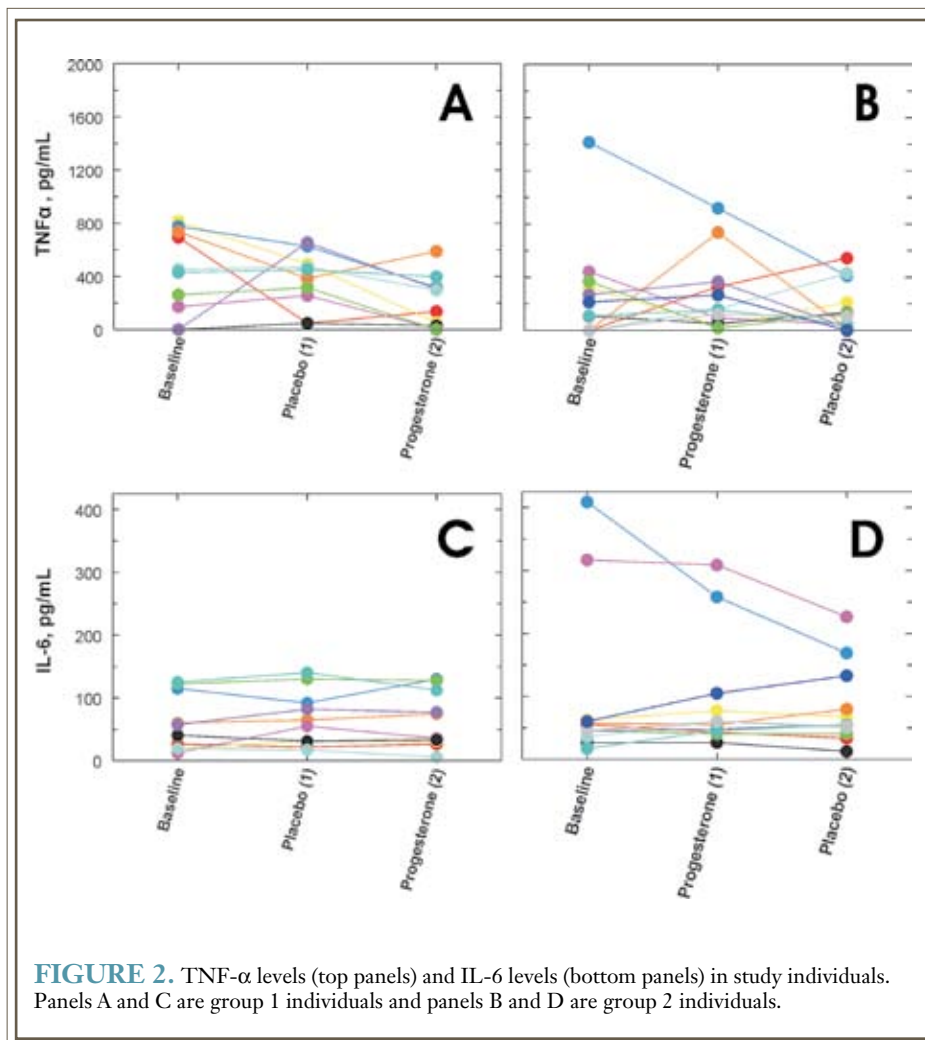 A
B
2000
1600
1200
800
400
0
TNFα , pg/mL
Baseline
Placebo (1)
Progesterone (2)
Baseline
Progesterone (1)
Placebo (2)
C
D
400
300
200
100
0
IL-6, pg/mL
Baseline
Placebo (1)
Progesterone (2)
Baseline
Progesterone (1)
Placebo (2)
FIGURE 2. TNF-α levels (top panels) and IL-6 levels (bottom panels) in study individuals.
Panels A and C are group 1 individuals and panels B and D are group 2 individuals.